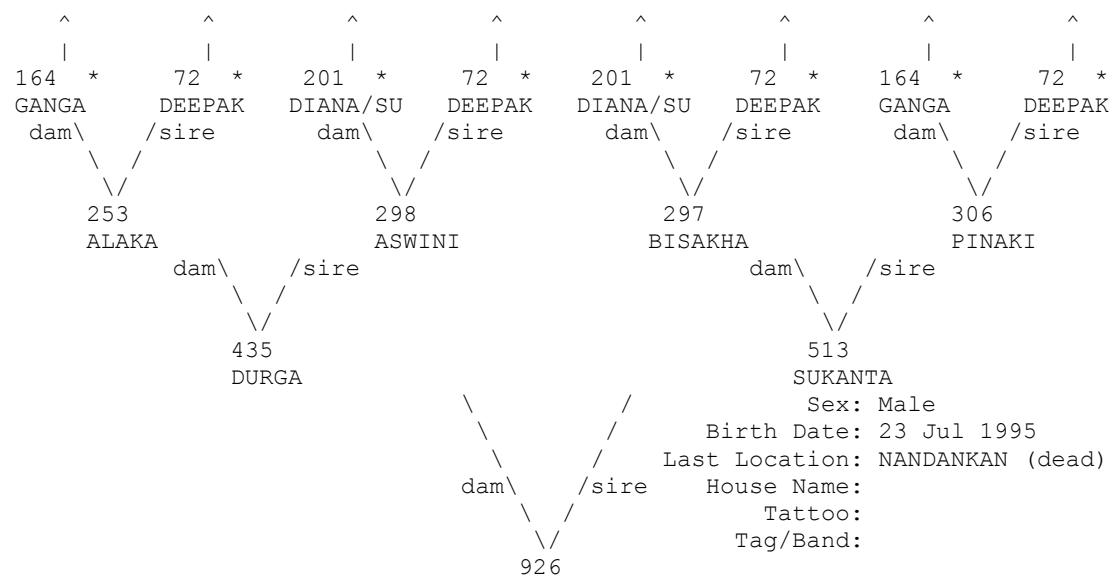 ^ ^ ^ ^ ^ ^ ^ ^
| | | | | | | |
164 * 72 * 201 * 72 * 201 * 72 * 164 * 72 *
GANGA DEEPAK DIANA/SU DEEPAK DIANA/SU DEEPAK GANGA DEEPAK
dam\ /sire dam\ /sire dam\ /sire dam\ /sire
\ / \ / \ / \ /
\/ \/ \/ \/
253 298 297 306
ALAKA ASWINI BISAKHA PINAKI
dam\ /sire dam\ /sire
\ / \ /
\/ \/
435 513
DURGA SUKANTA
\ / Sex: Male
\ / Birth Date: 23 Jul 1995
\ / Last Location: NANDANKAN (dead)
dam\ /sire House Name:
\ / Tattoo:
\/ Tag/Band:
926